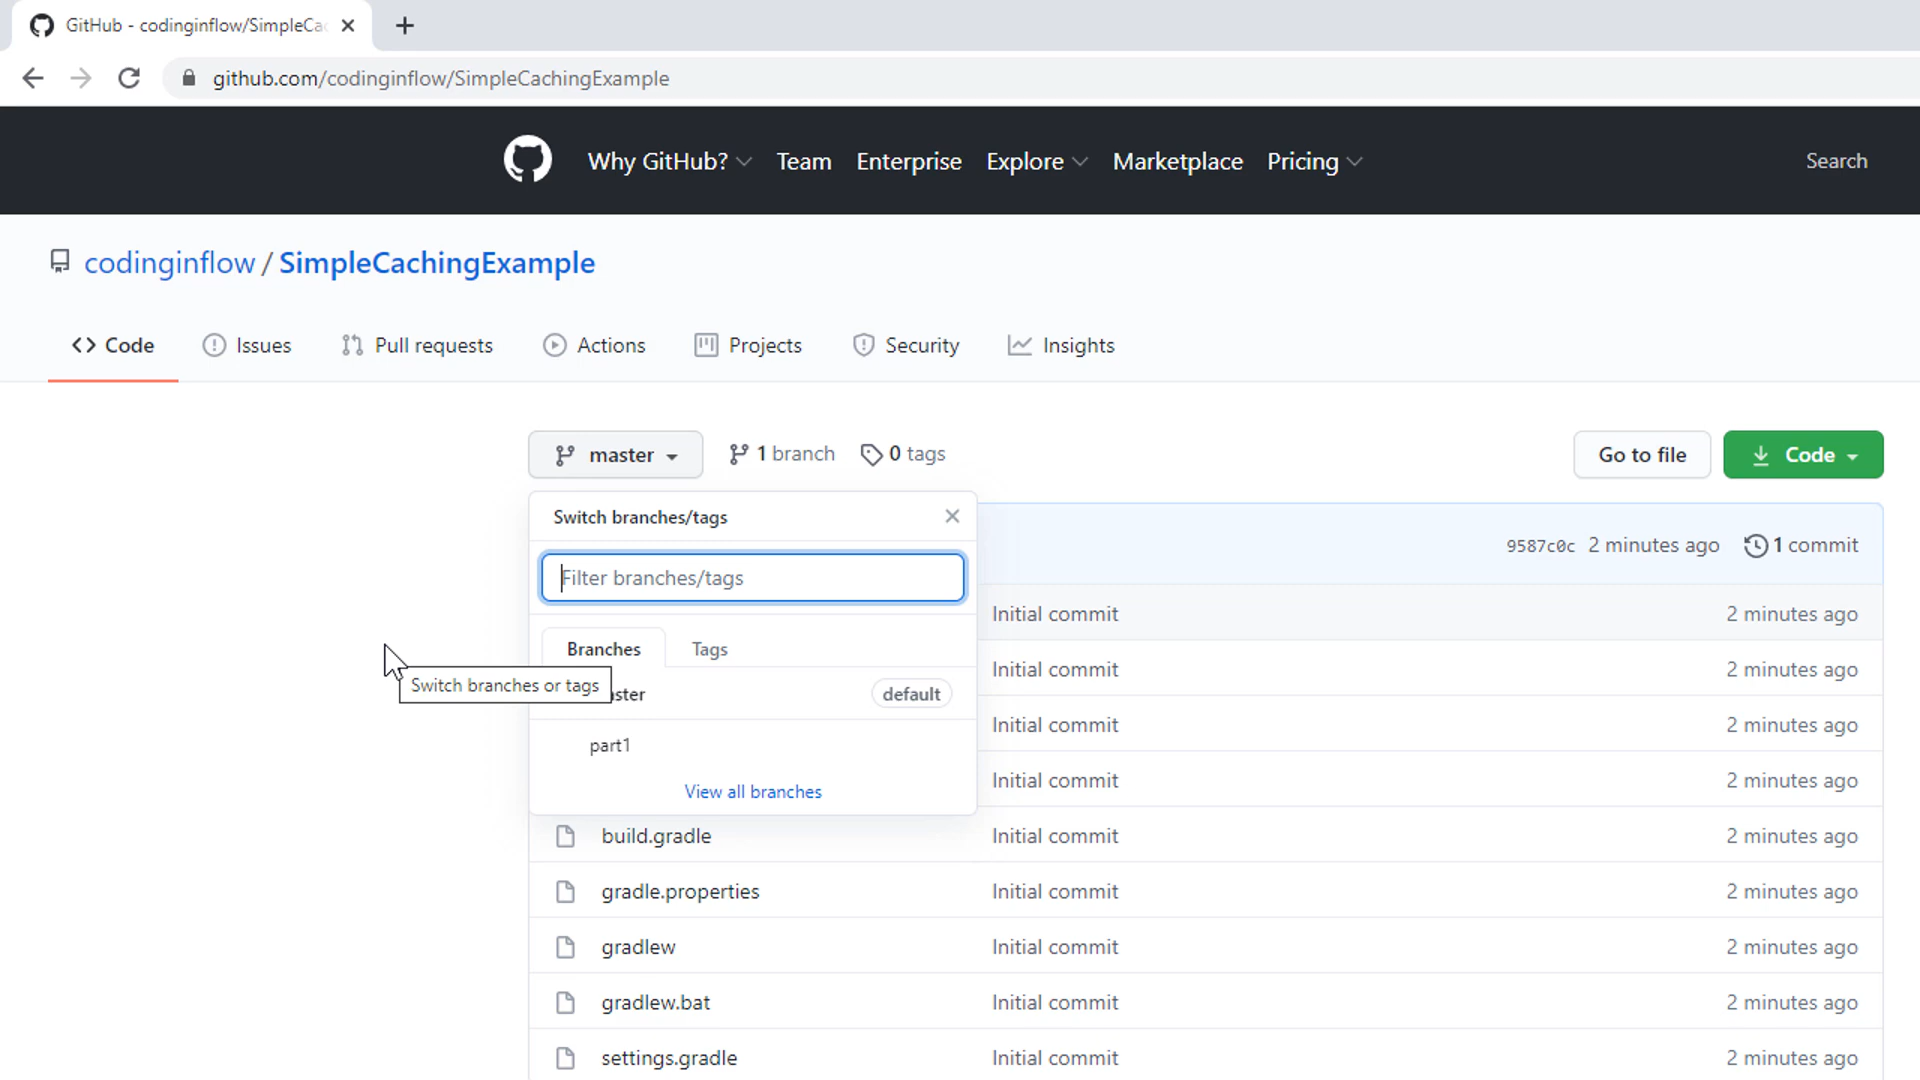 GitHub - codinginflow/SimpleCa
github.com/codinginflow/SimpleCachingExample
Why GitHub? Team Enterprise Explore Marketplace Pricing Search
codinginflow / SimpleCachingExample
Code Issues Pull requests Actions Projects Security Insights
master 1 branch 0 tags Go to file Code
Switch branches/tags
9587c0c 2 minutes ago 1 commit
Filter branches/tags
Initial commit 2 minutes ago
Branches Tags
Initial commit 2 minutes ago
Switch branches or tags
ster default
Initial commit 2 minutes ago
part1
Initial commit 2 minutes ago
View all branches
build.gradle Initial commit 2 minutes ago
gradle.properties Initial commit 2 minutes ago
gradlew Initial commit 2 minutes ago
gradlew.bat Initial commit 2 minutes ago
settings.gradle Initial commit 2 minutes ago